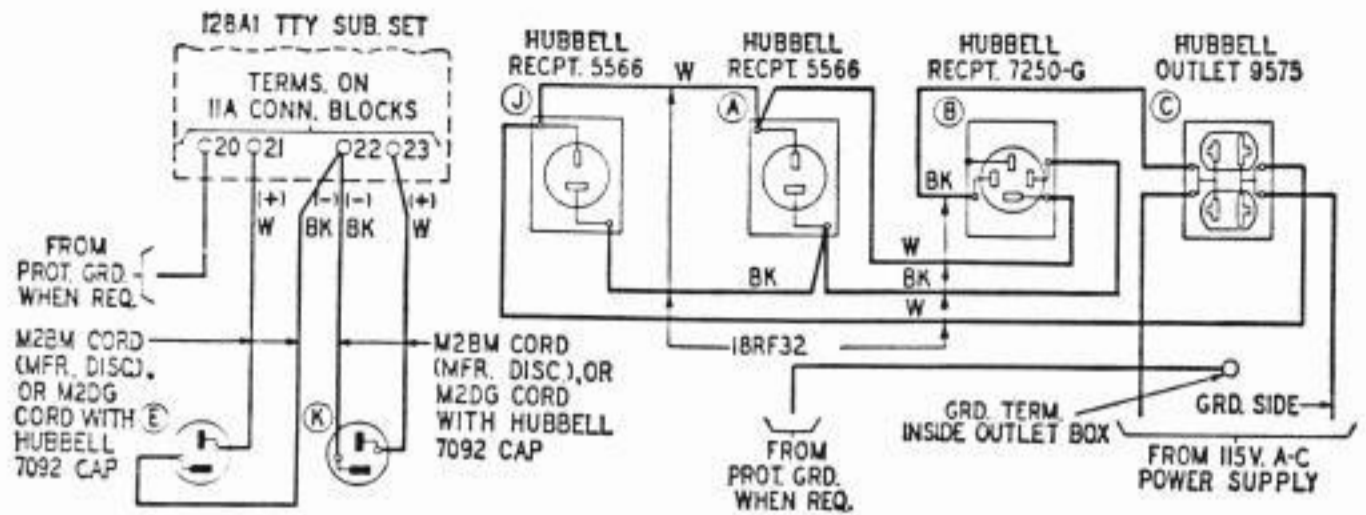 128A1 TTY SUB. SET
TERMS. ON
11A CONN. BLOCKS
20 21 22 23
(+) (-) (-) (+)
W BK BK W
FROM
PROT. GRD.
WHEN REQ.
M2BM CORD
(MFR. DISC),
OR M2DG
CORD WITH
HUBBELL
7092 CAP
E
K
M2BM CORD
(MFR. DISC),OR
M2DG CORD
WITH HUBBELL
7092 CAP
HUBBELL
RECPT. 5566
J
W
HUBBELL
RECPT. 5566
A
HUBBELL
RECPT. 7250-G
B
HUBBELL
OUTLET 9575
C
BK
W
BK
BK
W
18RF32
FROM
PROT. GRD.
WHEN REQ.
GRD. TERM.
INSIDE OUTLET BOX
GRD. SIDE
FROM 115V. A-C
POWER SUPPLY